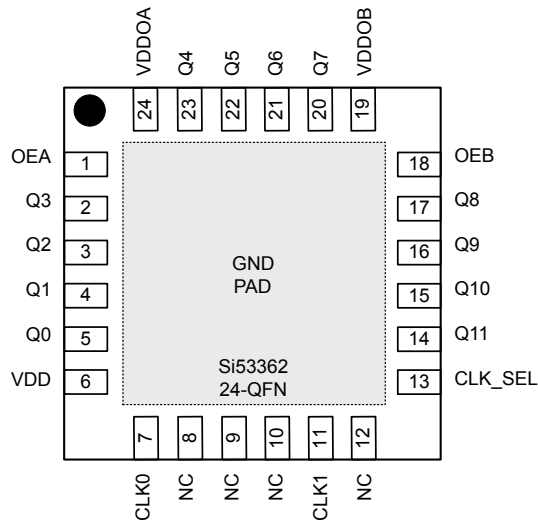 VDDOA
Q4
Q5
Q6
Q7
VDDOB
24
23
22
21
20
19
OEA
1
18
OEB
Q3
2
17
Q8
Q2
3
16
Q9
GND
PAD
Q1
4
15
Q10
Q0
5
14
Q11
Si53362
24-QFN
VDD
6
13
CLK_SEL
7
8
9
10
11
12
CLK0
NC
NC
NC
CLK1
NC